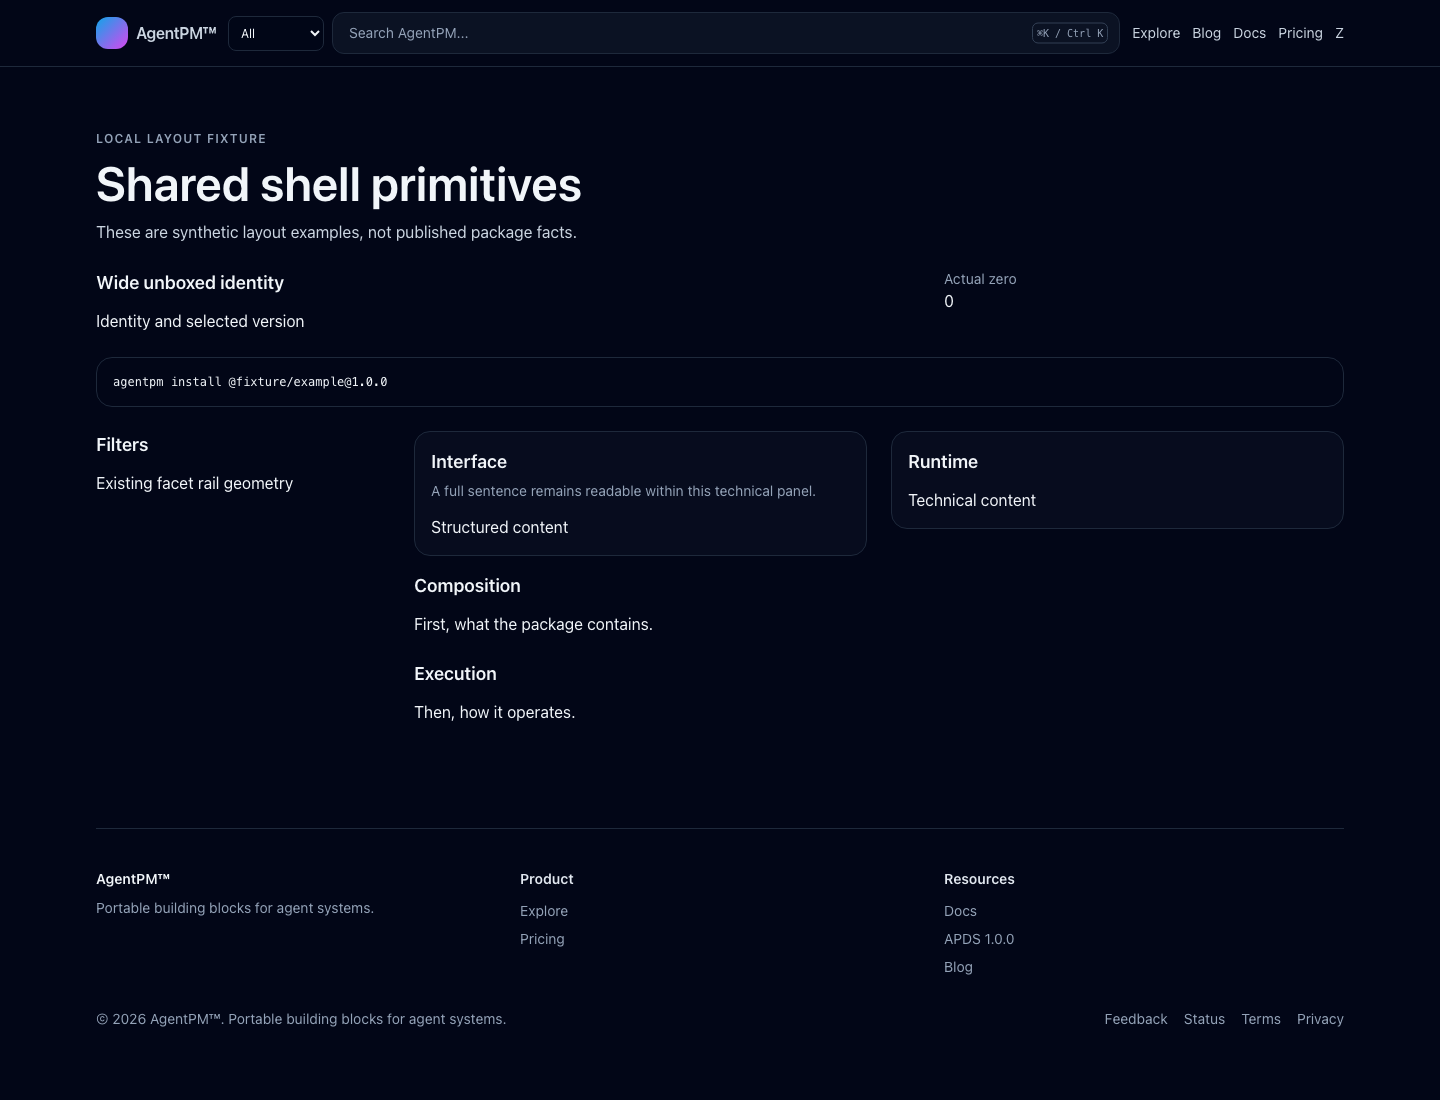 AgentPM™
All
Search AgentPM...
⌘K / Ctrl K
Explore
Blog
Docs
Pricing
Z
LOCAL LAYOUT FIXTURE
Shared shell primitives
These are synthetic layout examples, not published package facts.
Wide unboxed identity
Identity and selected version
Actual zero
0
agentpm install @fixture/example@1.0.0
Filters
Existing facet rail geometry
Interface
A full sentence remains readable within this technical panel.
Structured content
Runtime
Technical content
Composition
First, what the package contains.
Execution
Then, how it operates.
AgentPM™
Portable building blocks for agent systems.
Product
Explore
Pricing
Resources
Docs
APDS 1.0.0
Blog
© 2026 AgentPM™. Portable building blocks for agent systems.
Feedback
Status
Terms
Privacy